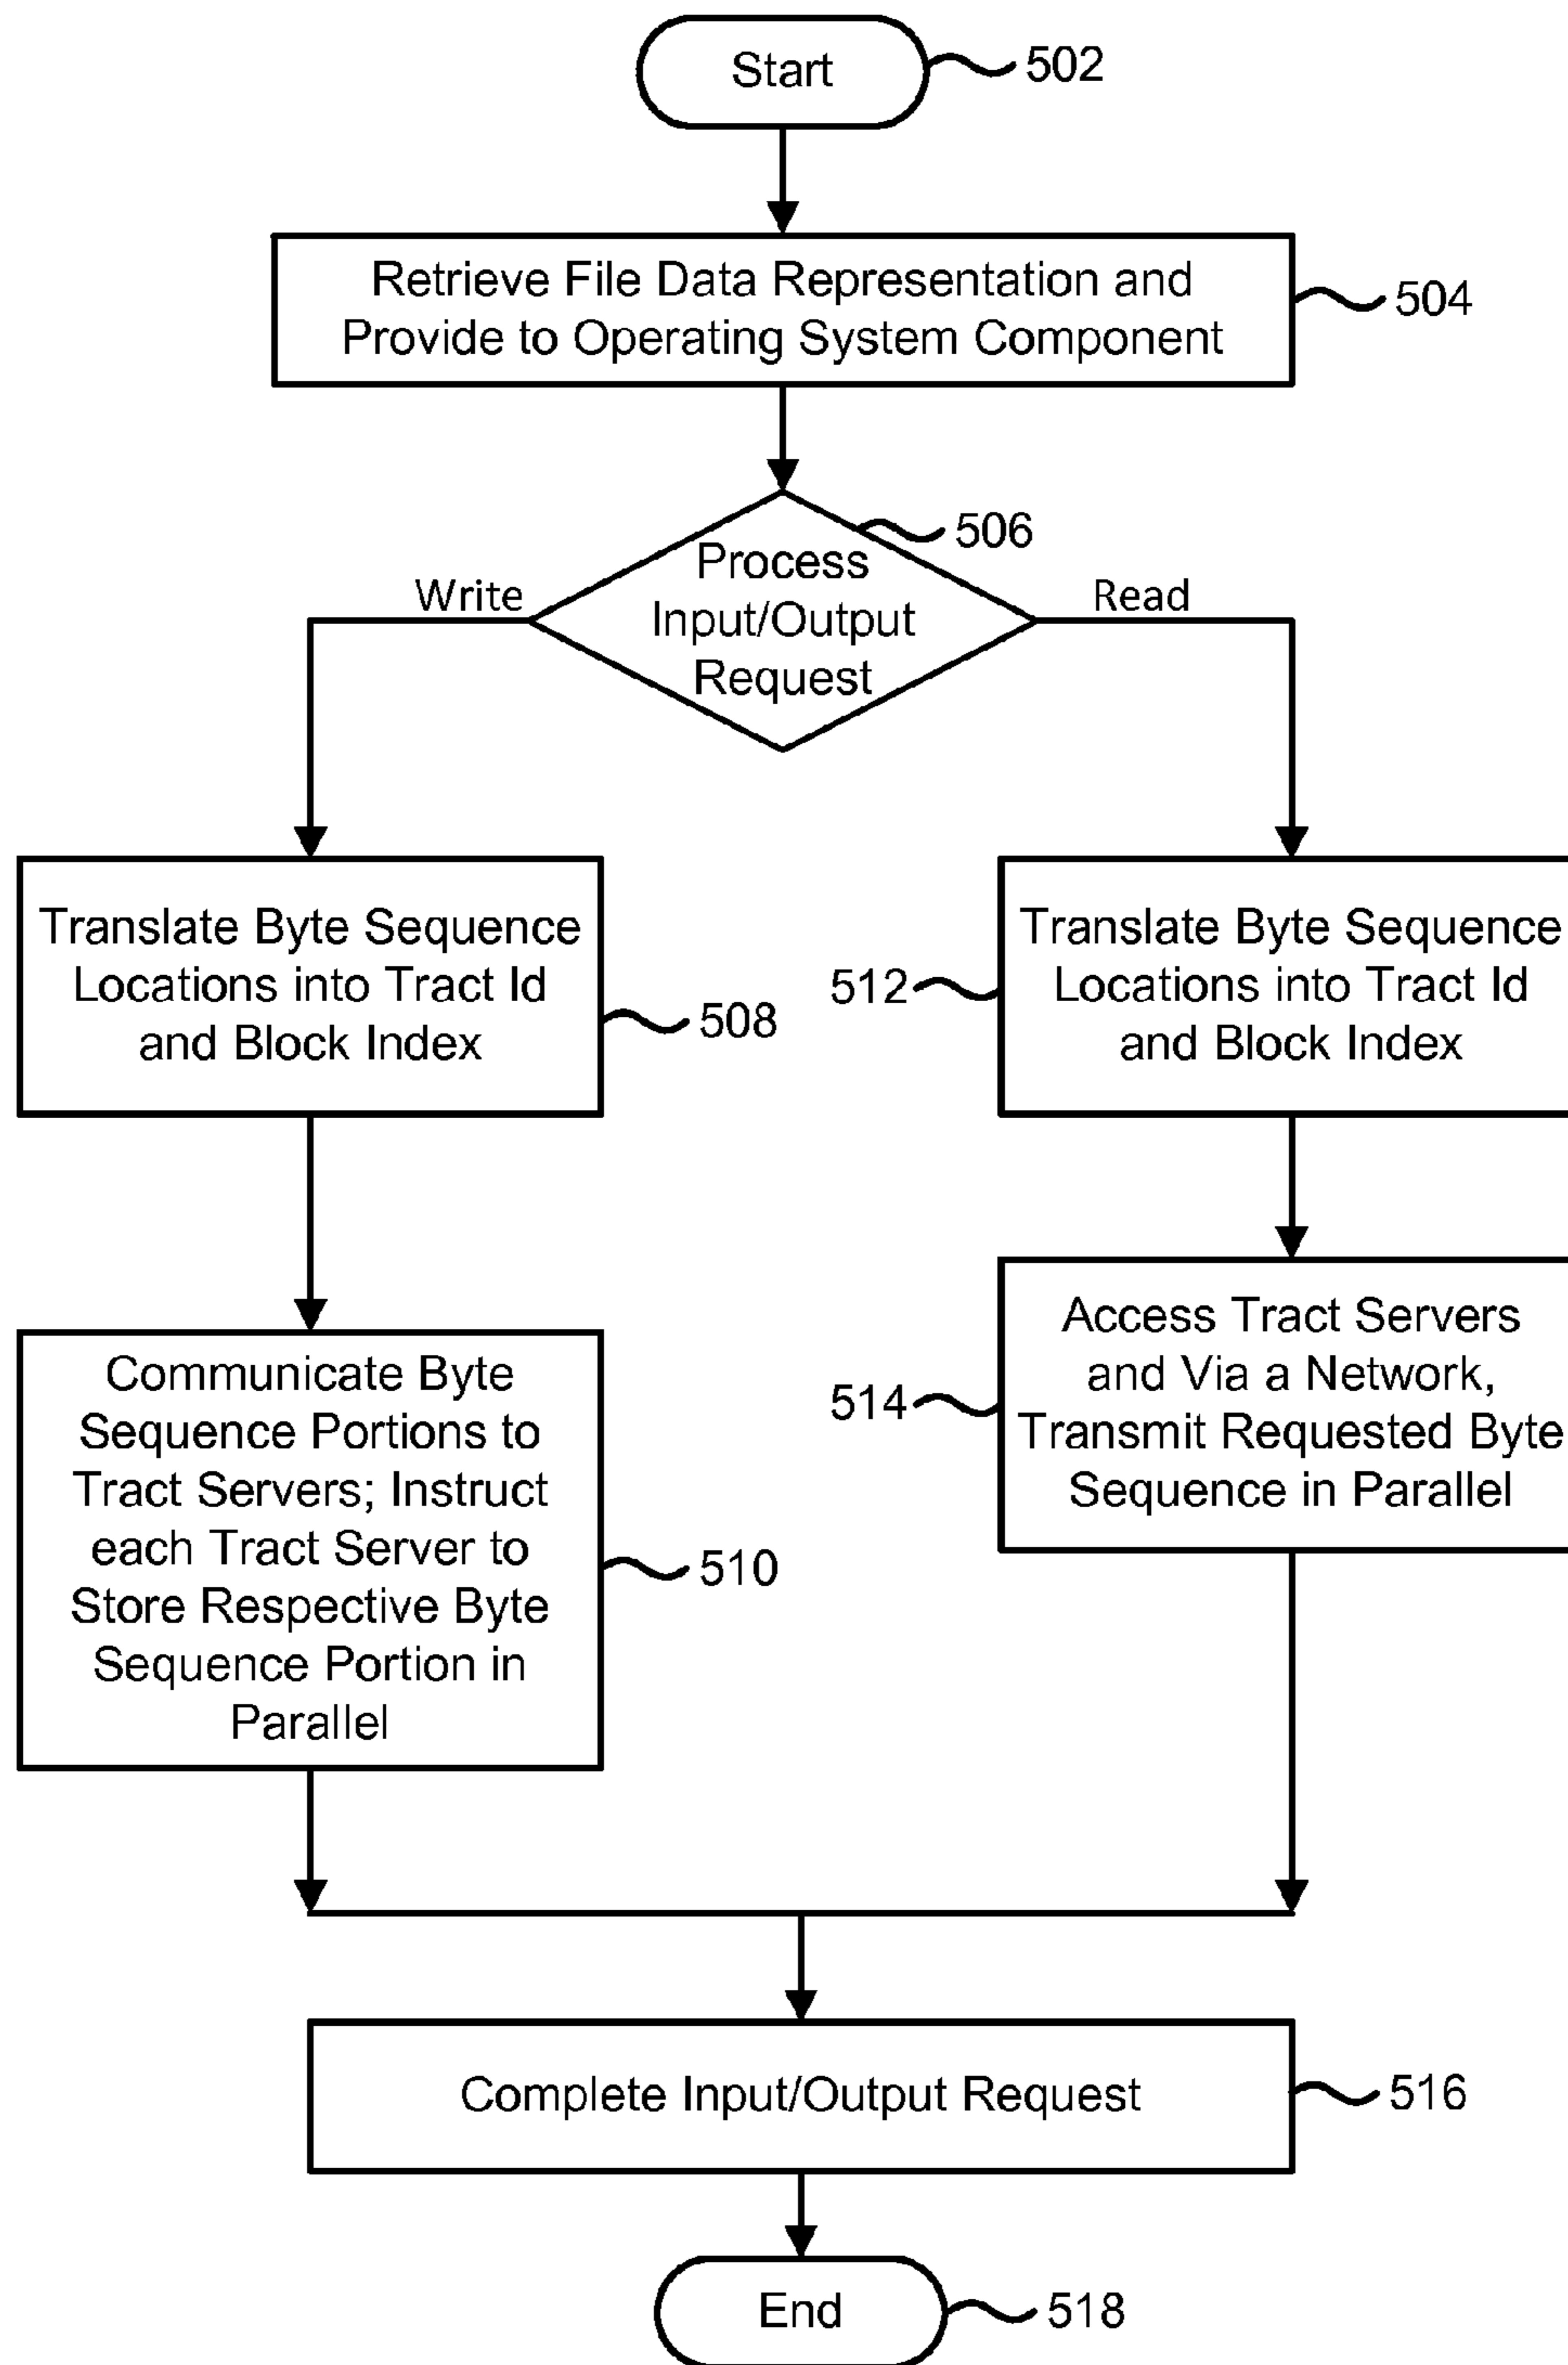 Start
502
Retrieve File Data Representation and
Provide to Operating System Component
504
506
Process
Input/Output
Request
Write
Read
Translate Byte Sequence
Locations into Tract Id
and Block Index
508
512
Translate Byte Sequence
Locations into Tract Id
and Block Index
Communicate Byte
Sequence Portions to
Tract Servers; Instruct
each Tract Server to
Store Respective Byte
Sequence Portion in
Parallel
510
514
Access Tract Servers
and Via a Network,
Transmit Requested Byte
Sequence in Parallel
Complete Input/Output Request
516
End
518